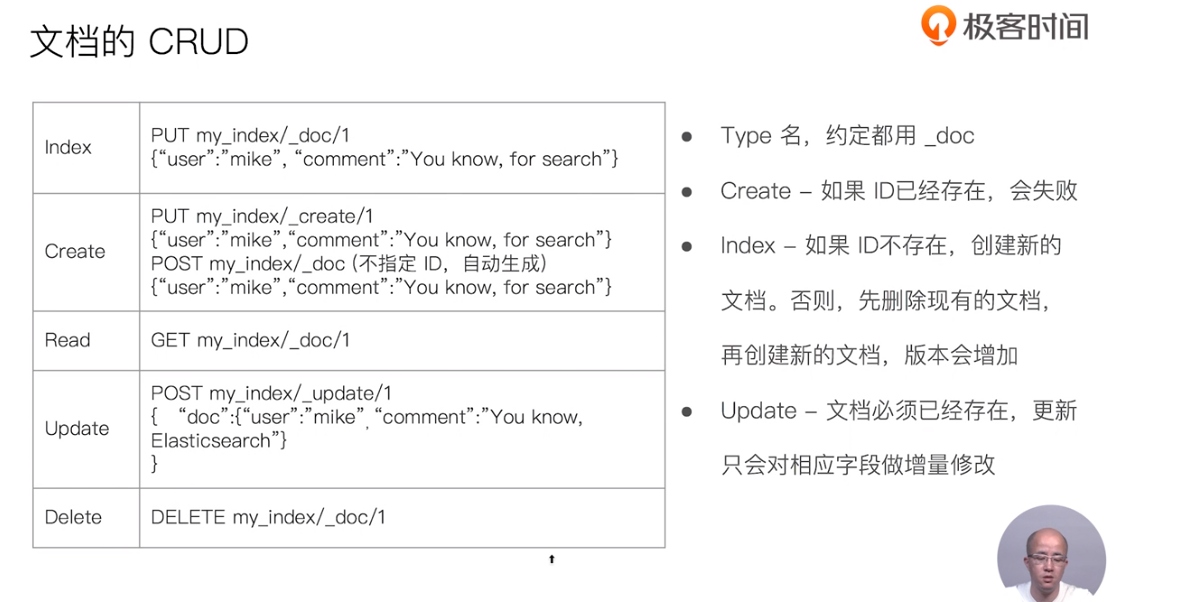 文档的 CRUD
极客时间
Index
PUT my_index/_doc/1
{“user”:”mike”, “comment”:”You know, for search”}
Create
PUT my_index/_create/1
{“user”:”mike”,“comment”:”You know, for search”}
POST my_index/_doc (不指定 ID，自动生成)
{“user”:”mike”,“comment”:”You know, for search”}
Read
GET my_index/_doc/1
Update
POST my_index/_update/1
{ “doc”:{“user”:”mike”,“comment”:”You know,
Elasticsearch”}
}
Delete
DELETE my_index/_doc/1
● Type 名，约定都用 _doc
● Create – 如果 ID已经存在，会失败
● Index – 如果 ID不存在，创建新的
文档。否则，先删除现有的文档，
再创建新的文档，版本会增加
● Update – 文档必须已经存在，更新
只会对相应字段做增量修改